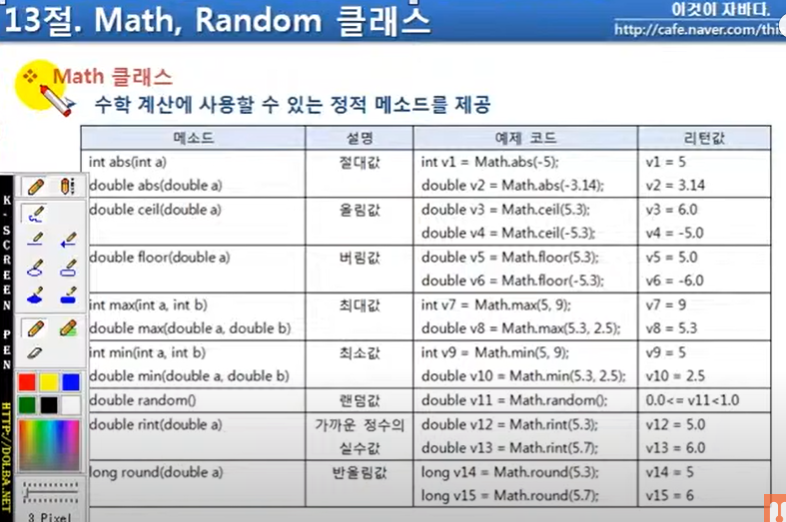 13절. Math, Random 클래스
이것이 자바다.
http://cafe.naver.com/thi
Math 클래스
수학 계산에 사용할 수 있는 정적 메소드를 제공
메소드 설명 예제 코드 리턴값
int abs(int a) 절대값 int v1 = Math.abs(-5); v1 = 5
double abs(double a) double v2 = Math.abs(-3.14); v2 = 3.14
double ceil(double a) 올림값 double v3 = Math.ceil(5.3); v3 = 6.0
double v4 = Math.ceil(-5.3); v4 = -5.0
double floor(double a) 버림값 double v5 = Math.floor(5.3); v5 = 5.0
double v6 = Math.floor(-5.3); v6 = -6.0
int max(int a, int b) 최대값 int v7 = Math.max(5, 9); v7 = 9
double max(double a, double b) double v8 = Math.max(5.3, 2.5); v8 = 5.3
int min(int a, int b) 최소값 int v9 = Math.min(5, 9); v9 = 5
double min(double a, double b) double v10 = Math.min(5.3, 2.5); v10 = 2.5
double random() 랜덤값 double v11 = Math.random(); 0.0<= v11<1.0
double rint(double a) 가까운 정수의 double v12 = Math.rint(5.3); v12 = 5.0
실수값 double v13 = Math.rint(5.7); v13 = 6.0
long round(double a) 반올림값 long v14 = Math.round(5.3); v14 = 5
long v15 = Math.round(5.7); v15 = 6
K-SCREEN PEN
HTTP://DOLBA.NET
3 Pixel